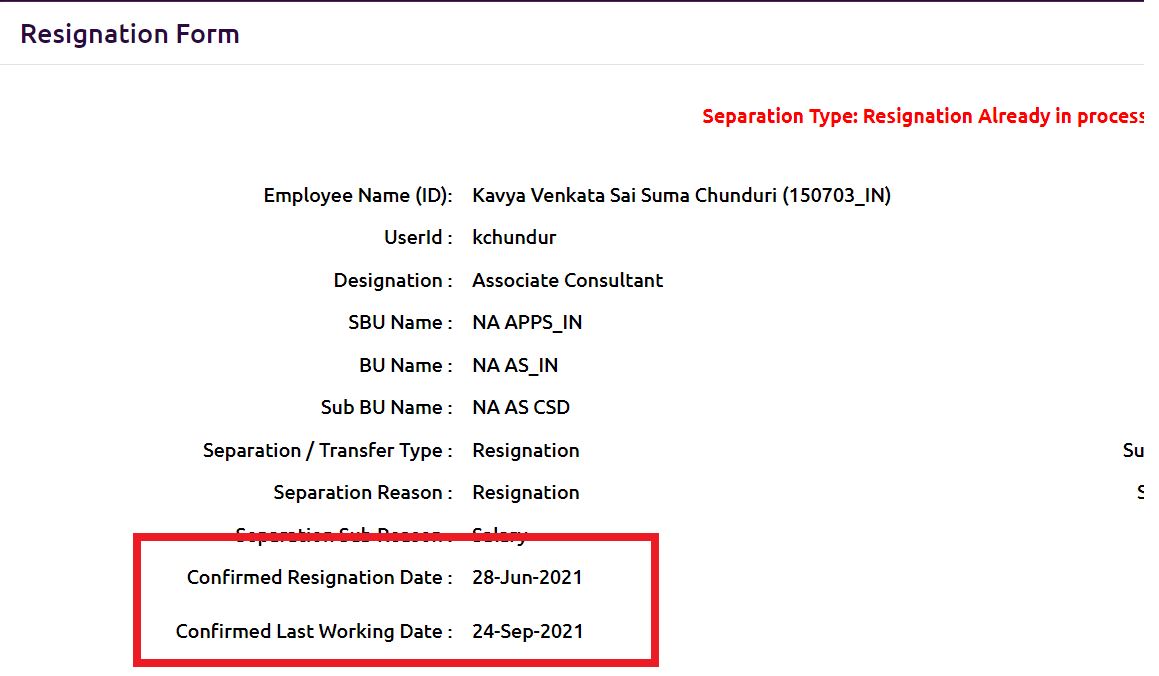 Resignation Form
Separation Type: Resignation Already in process
Employee Name (ID): Kavya Venkata Sai Suma Chunduri (150703_IN)
UserId : kchundur
Designation : Associate Consultant
SBU Name : NA APPS_IN
BU Name : NA AS_IN
Sub BU Name : NA AS CSD
Separation / Transfer Type : Resignation Su
Separation Reason : Resignation S
Separation Sub Reason : Salary
Confirmed Resignation Date : 28-Jun-2021
Confirmed Last Working Date : 24-Sep-2021